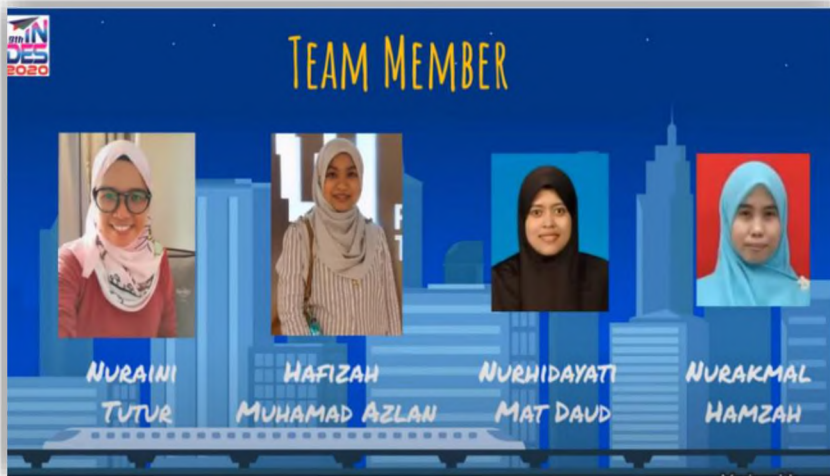 9th IN
DES
2020
TEAM MEMBER
NURAINI
TUTUR
HAFIZAH
MUHAMAD AZLAN
NURHIDAYATI
MAT DAUD
NURAKMAL
HAMZAH